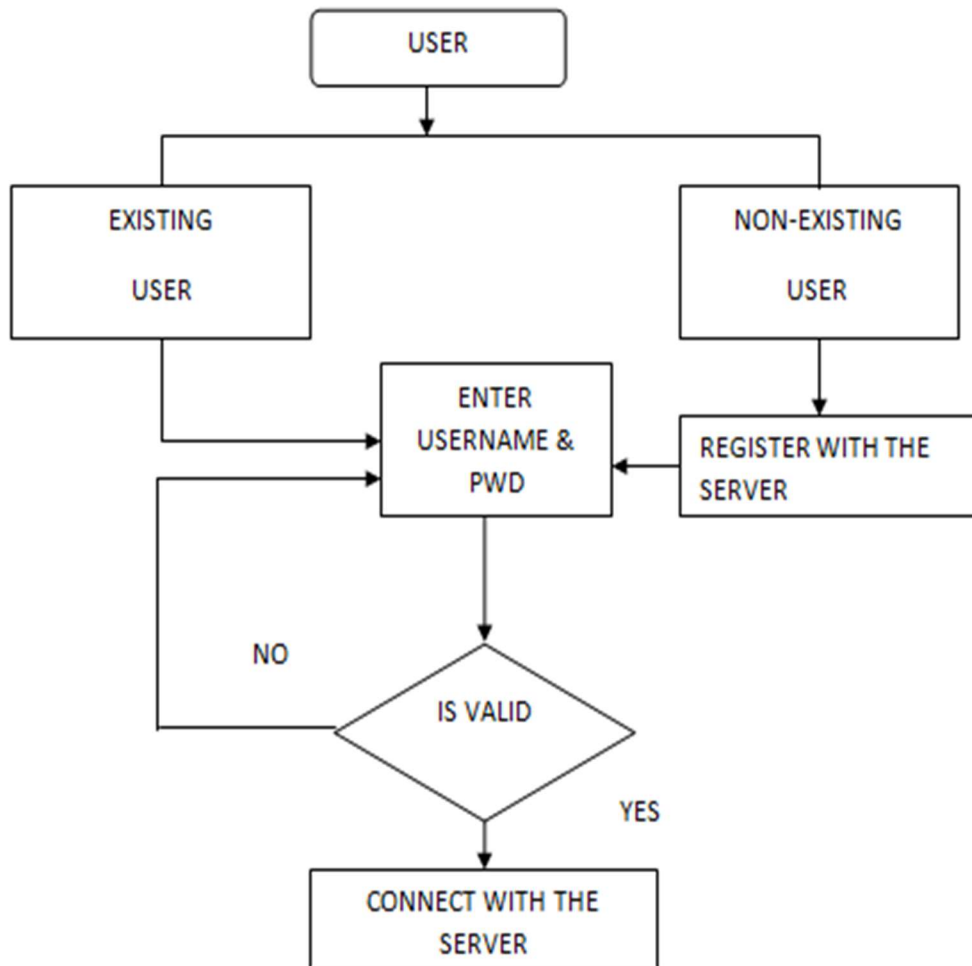 USER
EXISTING
USER
NON-EXISTING
USER
ENTER
USERNAME &
PWD
REGISTER WITH THE
SERVER
NO
IS VALID
YES
CONNECT WITH THE
SERVER